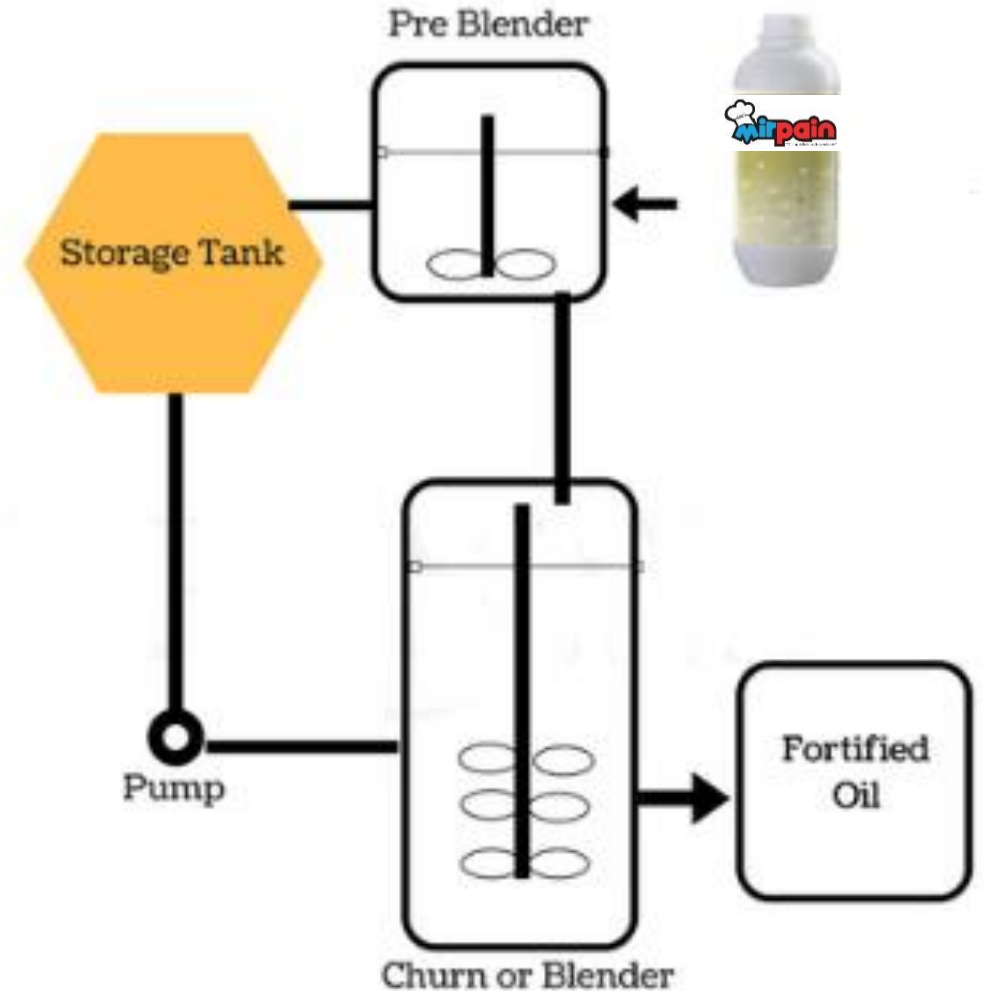 Pre Blender
mirpain
Storage Tank
Pump
Fortified
Oil
Churn or Blender